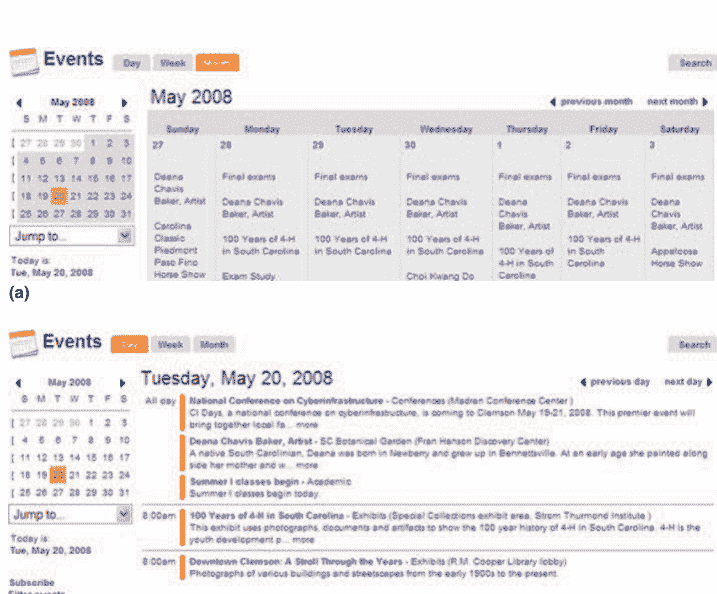 Events Day Week Month Search
May 2008
S M T W T F S
[ 27 28 29 30 1 2 3
[ 4 5 6 7 8 9 10
[ 11 12 13 14 15 16 17
[ 18 19 20 21 22 23 24
[ 25 26 27 28 29 30 31
Jump to...
Today is:
Tue, May 20, 2008
May 2008 previous month next month
Sunday Monday Tuesday Wednesday Thursday Friday Saturday
27 28 29 30 1 2 3
Deana
Chavis
Baker, Artist
Carolina
Classic
Piedmont
Paso Fino
Horse Show
Final exams
Deana Chavis
Baker, Artist
100 Years of 4-H
in South Carolina
Exam Study
Final exams
Deana Chavis
Baker, Artist
100 Years of 4-H
in South Carolina
Final exams
Deana Chavis
Baker, Artist
100 Years of 4-H
in South Carolina
Choi Kwang Do
Final exams
Deana
Chavis
Baker, Artist
100 Years of
4-H in South
Carolina
Final exams
Deana Chavis
Baker, Artist
100 Years of 4-H
in South
Carolina
Final exams
Deana
Chavis
Baker, Artist
Appaloosa
Horse Show
(a)
Events Day Week Month Search
May 2008
S M T W T F S
[ 27 28 29 30 1 2 3
[ 4 5 6 7 8 9 10
[ 11 12 13 14 15 16 17
[ 18 19 20 21 22 23 24
[ 25 26 27 28 29 30 31
Jump to...
Today is:
Tue, May 20, 2008
Subscribe
Filter events
Tuesday, May 20, 2008 previous day next day
All day National Conference on Cyberinfrastructure - Conferences (Madren Conference Center )
CI Days, a national conference on cyberinfrastructure, is coming to Clemson May 19-21, 2008. This premier event will
bring together local fa... more
Deana Chavis Baker, Artist - SC Botanical Garden (Fran Hanson Discovery Center)
A native South Carolinian, Deana was born in Newberry and grew up in Bennettsville. At an early age she painted along
side her mother and w... more
Summer I classes begin - Academic
Summer I classes begin today.
8:00am 100 Years of 4-H in South Carolina - Exhibits (Special Collections exhibit area, Strom Thurmond Institute )
This exhibit uses photographs, documents and artifacts to show the 100 year history of 4-H in South Carolina. 4-H is the
youth development p... more
8:00am Downtown Clemson: A Stroll Through the Years - Exhibits (R.M. Cooper Library lobby)
Photographs of various buildings and streetscapes from the early 1900s to the present.